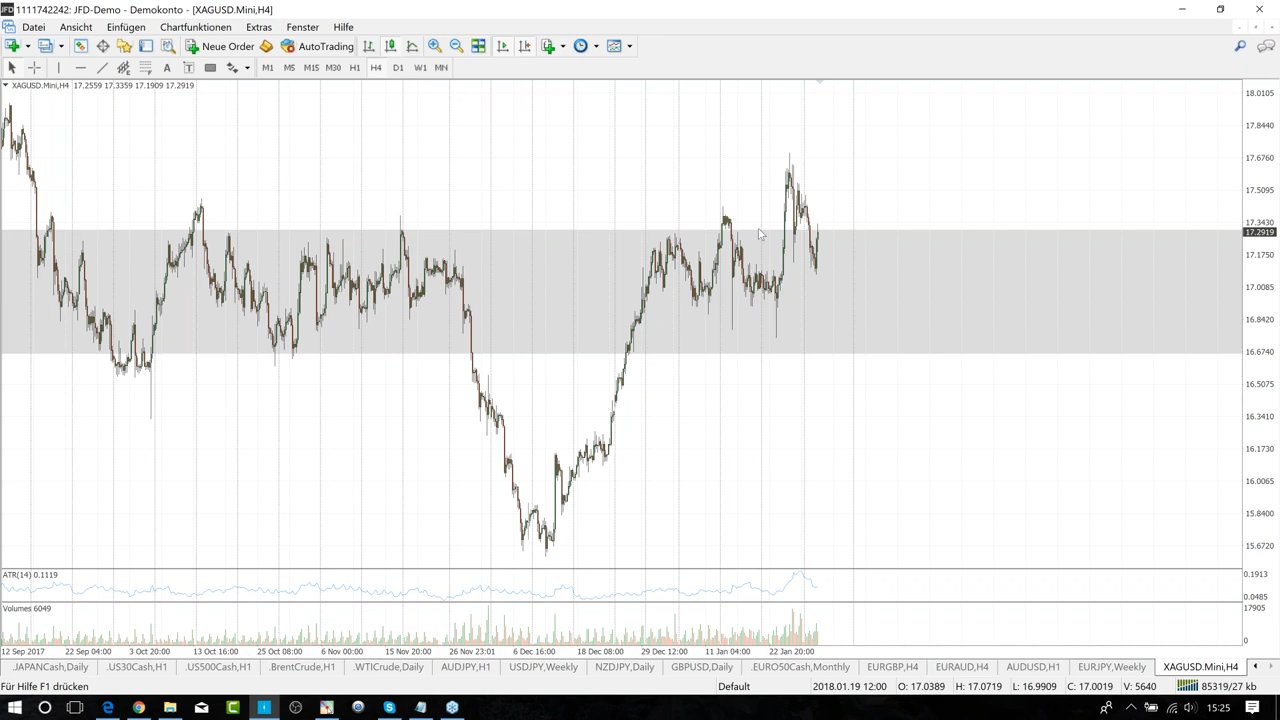 1111742242: JFD-Demo - Demokonto - [XAGUSD.Mini,H4]
Datei Ansicht Einfügen Chartfunktionen Extras Fenster Hilfe
New Order AutoTrading
A T M1 M5 M15 M30 H1 H4 D1 W1 MN
XAGUSD.Mini,H4 17.2559 17.3359 17.1909 17.2919
18.0105
17.8440
17.6760
17.5095
17.3430
17.2919
17.1750
17.0085
16.8420
16.6740
16.5075
16.3410
16.1730
16.0065
15.8400
15.6720
ATR(14) 0.1119
0.1913
0.0485
Volumes 6049
17905
0
12 Sep 2017 22 Sep 04:00 3 Oct 20:00 13 Oct 16:00 25 Oct 08:00 6 Nov 00:00 15 Nov 20:00 26 Nov 23:01 6 Dec 16:00 18 Dec 08:00 29 Dec 12:00 11 Jan 04:00 22 Jan 20:00
.JAPANCash,Daily .US30Cash,H1 .US500Cash,H1 .BrentCrude,H1 .WTICrude,Daily AUDJPY,H1 USDJPY,Weekly NZDJPY,Daily GBPUSD,Daily .EURO50Cash,Monthly EURGBP,H4 EURAUD,H4 AUDUSD,H1 EURJPY,Weekly XAGUSD.Mini,H4
Für Hilfe F1 drücken Default 2018.01.19 12:00 O: 17.0389 H: 17.0719 L: 16.9909 C: 17.0019 V: 5640 85319/27 kb
15:25